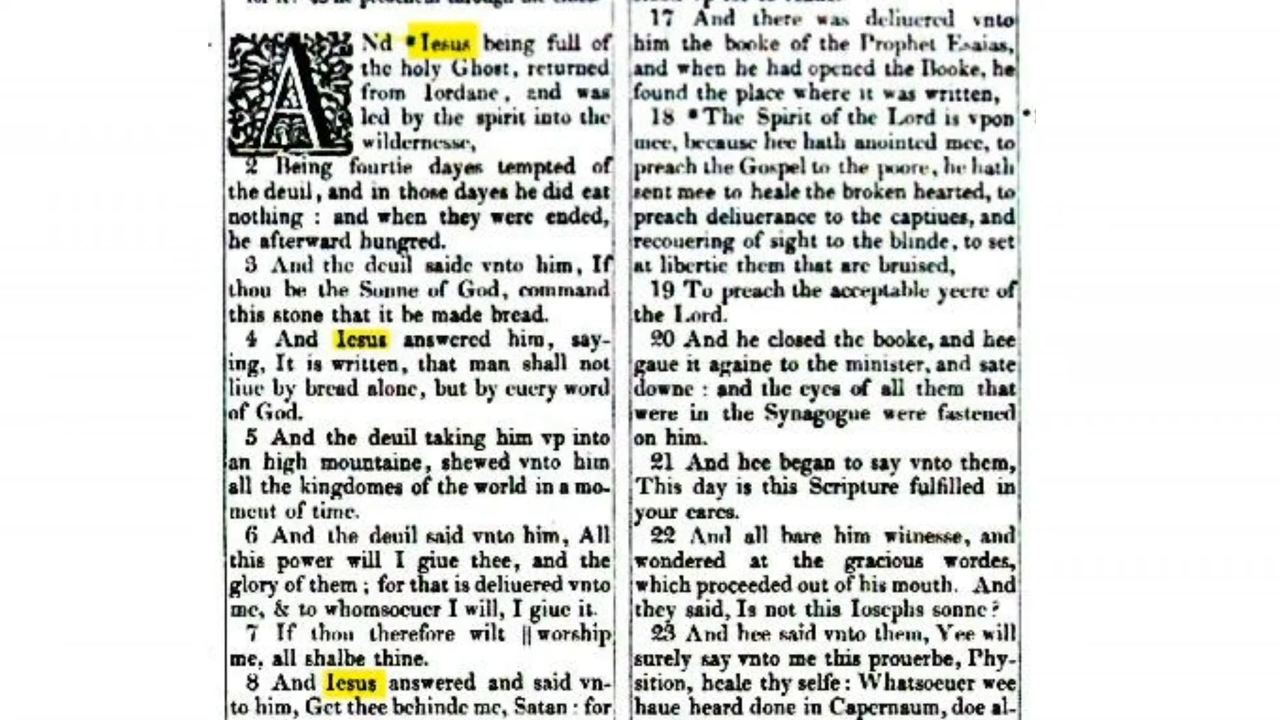 ANd * Iesus being full of
the holy Ghost, returned
from Iordane, and was
led by the spirit into the
wildernesse,
2 Being fourtie dayes tempted of
the deuil, and in those dayes he did eat
nothing : and when they were ended,
he afterward hungred.
3 And the deuil saide vnto him, If
thou be the Sonne of God, command
this stone that it be made bread.
4 And Iesus answered him, say-
ing, It is written, that man shall not
liue by bread alone, but by euery word
of God.
5 And the deuil taking him vp into
an high mountaine, shewed vnto him
all the kingdomes of the world in a mo-
ment of time.
6 And the deuil said vnto him, All
this power will I giue thee, and the
glory of them ; for that is deliuered vnto
me, & to whomsoeuer I will, I giue it.
7 If thou therefore wilt || worship
me, all shalbe thine.
8 And Iesus answered and said vn-
to him, Get thee behinde me, Satan : for
17 And there was deliuered vnto
him the booke of the Prophet Esaias,
and when he had opened the Booke, he
found the place where it was written,
18 * The Spirit of the Lord is vpon
mee, because hee hath anointed mee, to
preach the Gospel to the poore, he hath
sent mee to heale the broken hearted, to
preach deliuerance to the captiues, and
recouering of sight to the blinde, to set
at libertie them that are bruised,
19 To preach the acceptable yeere of
the Lord.
20 And he closed the booke, and hee
gaue it againe to the minister, and sate
downe : and the eyes of all them that
were in the Synagogue were fastened
on him.
21 And hee began to say vnto them,
This day is this Scripture fulfilled in
your eares.
22 And all bare him witnesse, and
wondered at the gracious wordes,
which proceeded out of his mouth. And
they said, Is not this Iosephs sonne?
23 And hee said vnto them, Yee will
surely say vnto me this prouerbe, Phy-
sition, heale thy selfe : Whatsoeuer wee
haue heard done in Capernaum, doe al-